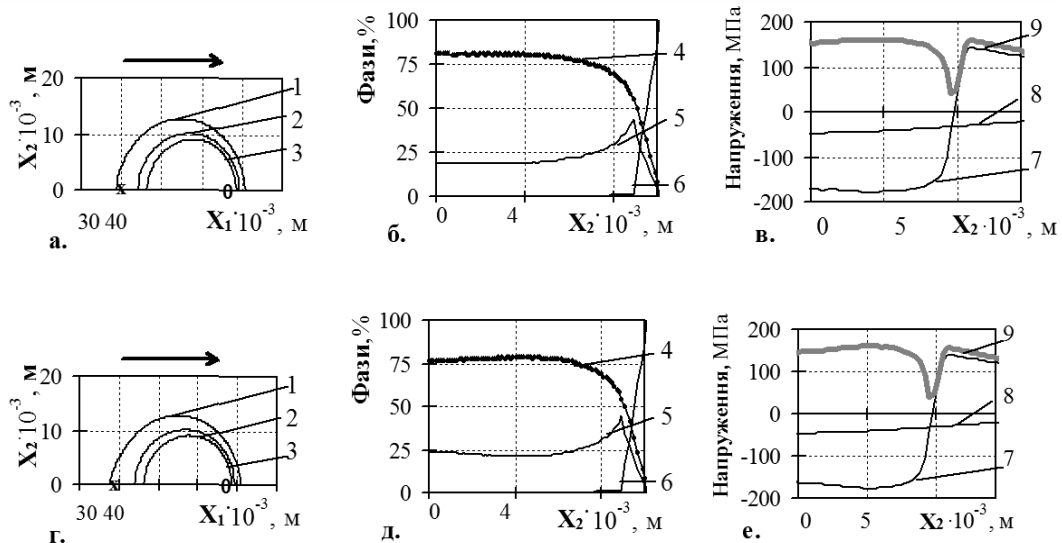 20
10
0
X₂·10⁻³, м
1
2
3
x
0
30 40
X₁·10⁻³, м
а.
100
75
50
25
0
Фази,%
4
5
6
0
4
X₂·10⁻³, м
б.
200
100
0
-100
-200
Напруження, МПа
9
8
7
0
5
X₂·10⁻³, м
в.
20
10
0
X₂·10⁻³, м
1
2
3
x
0
30 40
X₁·10⁻³, м
г.
100
75
50
25
0
Фази,%
4
5
6
0
4
X₂·10⁻³, м
д.
200
100
0
-100
-200
Напруження, МПа
9
8
7
0
5
X₂·10⁻³, м
е.